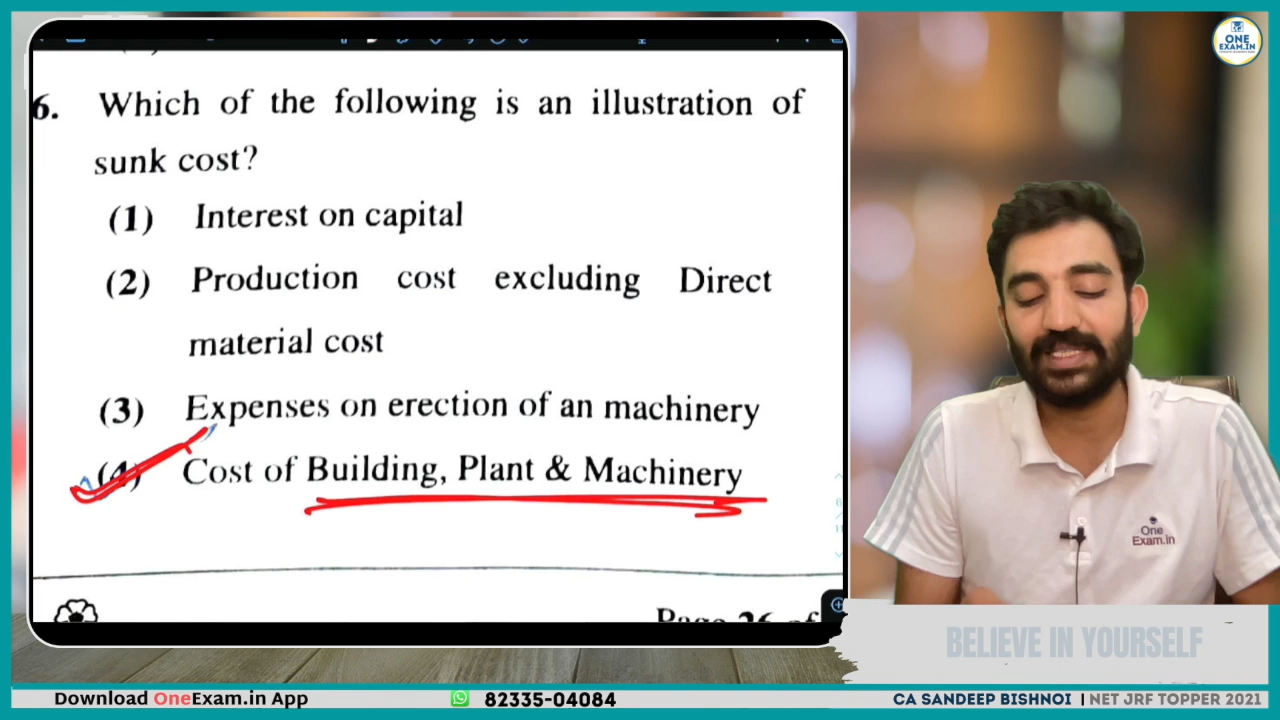 6. Which of the following is an illustration of
sunk cost?
(1) Interest on capital
(2) Production cost excluding Direct
material cost
(3) Expenses on erection of an machinery
(4) Cost of Building, Plant & Machinery
Page 26 of
ONE
EXAM.IN
One
Exam.in
BELIEVE IN YOURSELF
Download OneExam.in App
82335-04084
CA SANDEEP BISHNOI | NET JRF TOPPER 2021